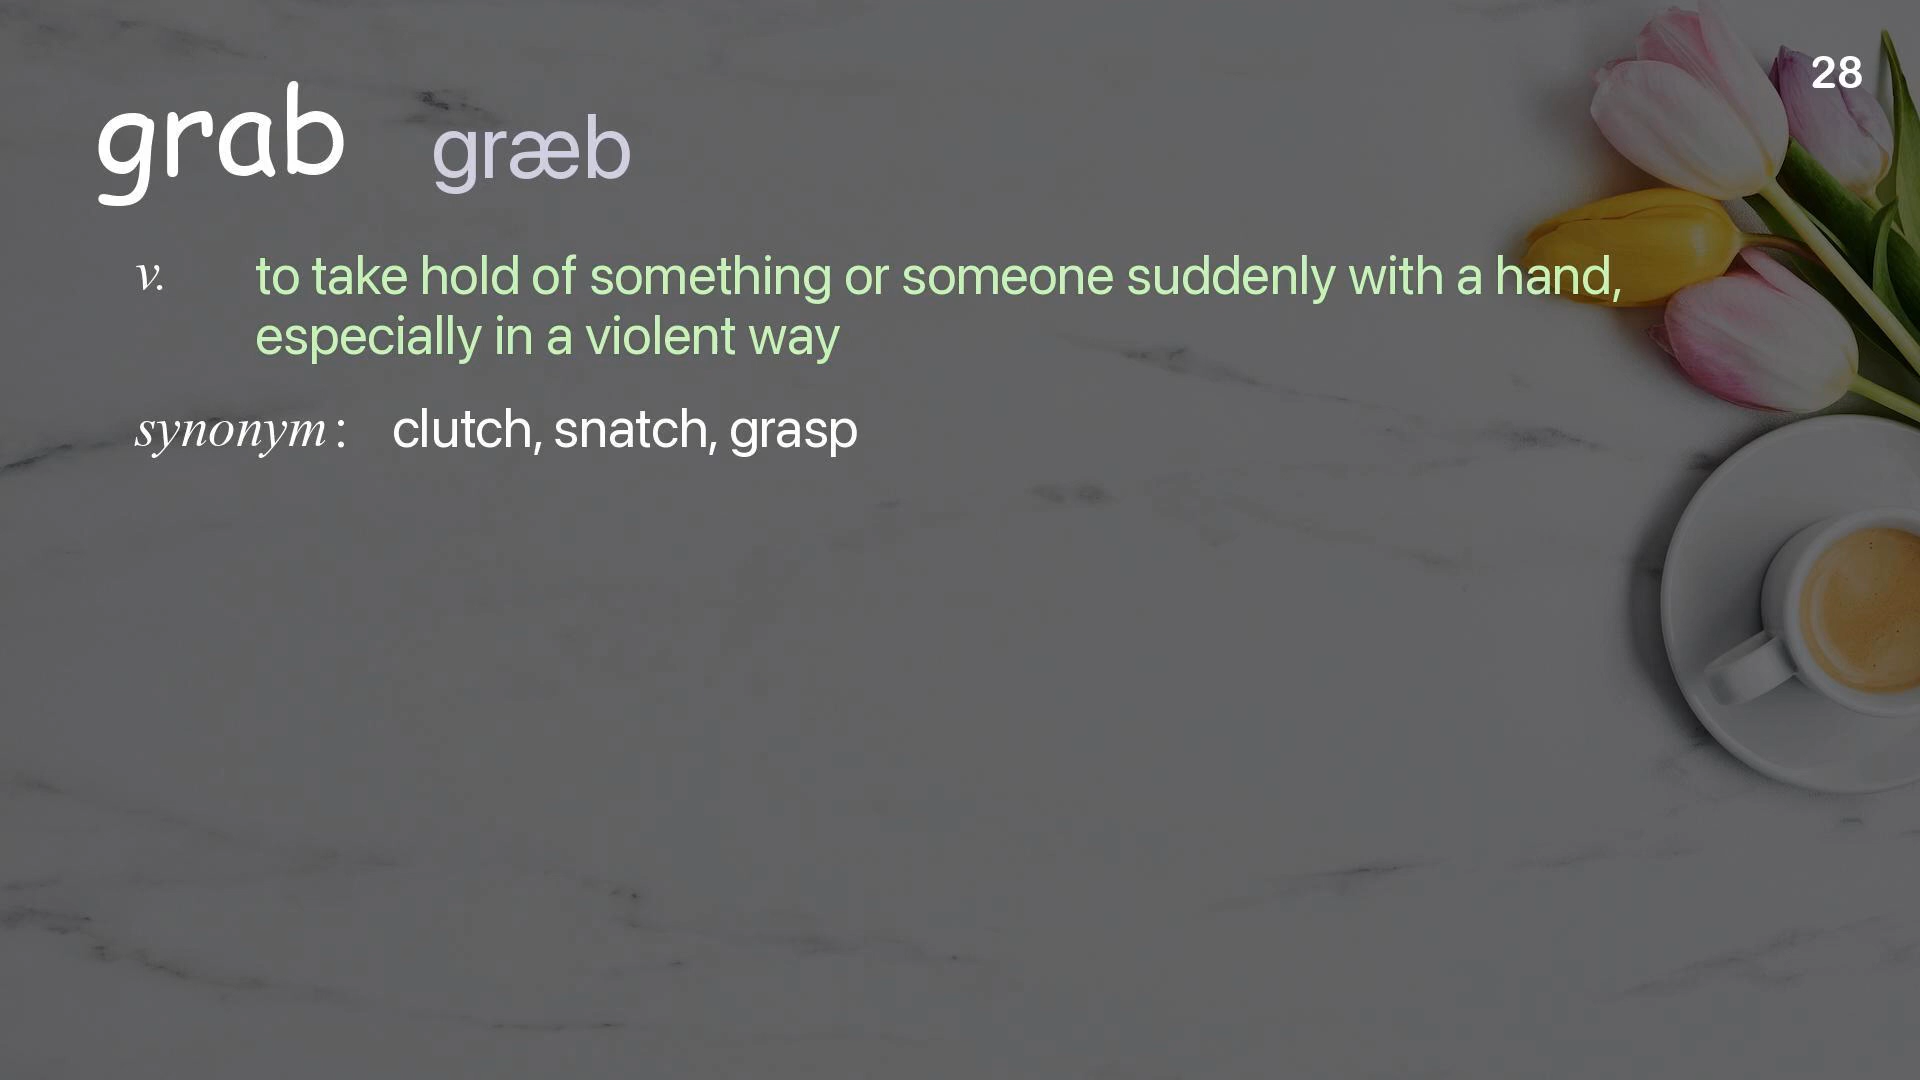 28
grab græb
v. to take hold of something or someone suddenly with a hand,
especially in a violent way
synonym: clutch, snatch, grasp